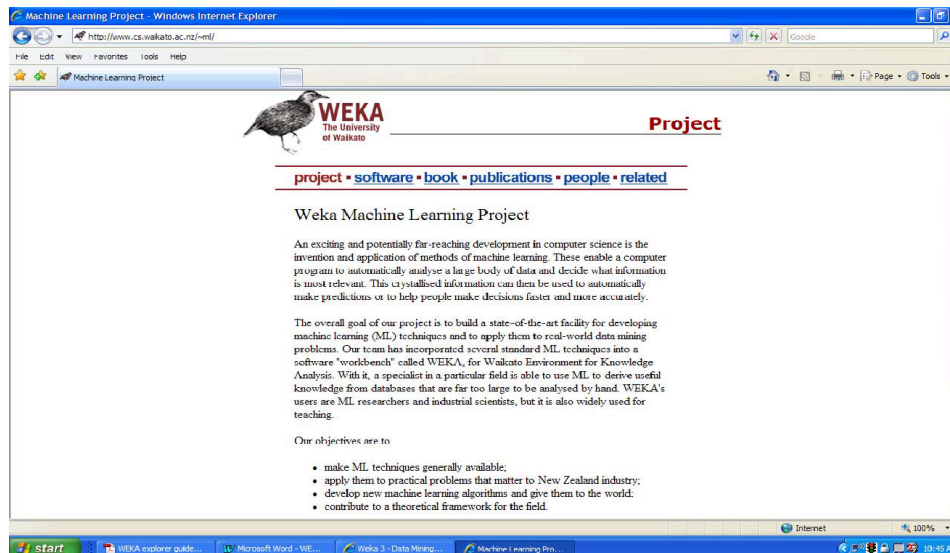 Machine Learning Project - Windows Internet Explorer
http://www.cs.waikato.ac.nz/~ml/
Google
File Edit View Favorites Tools Help
Machine Learning Project
Page Tools
WEKA
The University
of Waikato
Project
project ▪ software ▪ book ▪ publications ▪ people ▪ related
Weka Machine Learning Project
An exciting and potentially far-reaching development in computer science is the
invention and application of methods of machine learning. These enable a computer
program to automatically analyse a large body of data and decide what information
is most relevant. This crystallised information can then be used to automatically
make predictions or to help people make decisions faster and more accurately.
The overall goal of our project is to build a state-of-the-art facility for developing
machine learning (ML) techniques and to apply them to real-world data mining
problems. Our team has incorporated several standard ML techniques into a
software "workbench" called WEKA, for Waikato Environment for Knowledge
Analysis. With it, a specialist in a particular field is able to use ML to derive useful
knowledge from databases that are far too large to be analysed by hand. WEKA's
users are ML researchers and industrial scientists, but it is also widely used for
teaching.
Our objectives are to
• make ML techniques generally available;
• apply them to practical problems that matter to New Zealand industry;
• develop new machine learning algorithms and give them to the world;
• contribute to a theoretical framework for the field.
Internet 100%
start WEKA explorer guide... Microsoft Word - WE... Weka 3 - Data Mining... Machine Learning Pro...